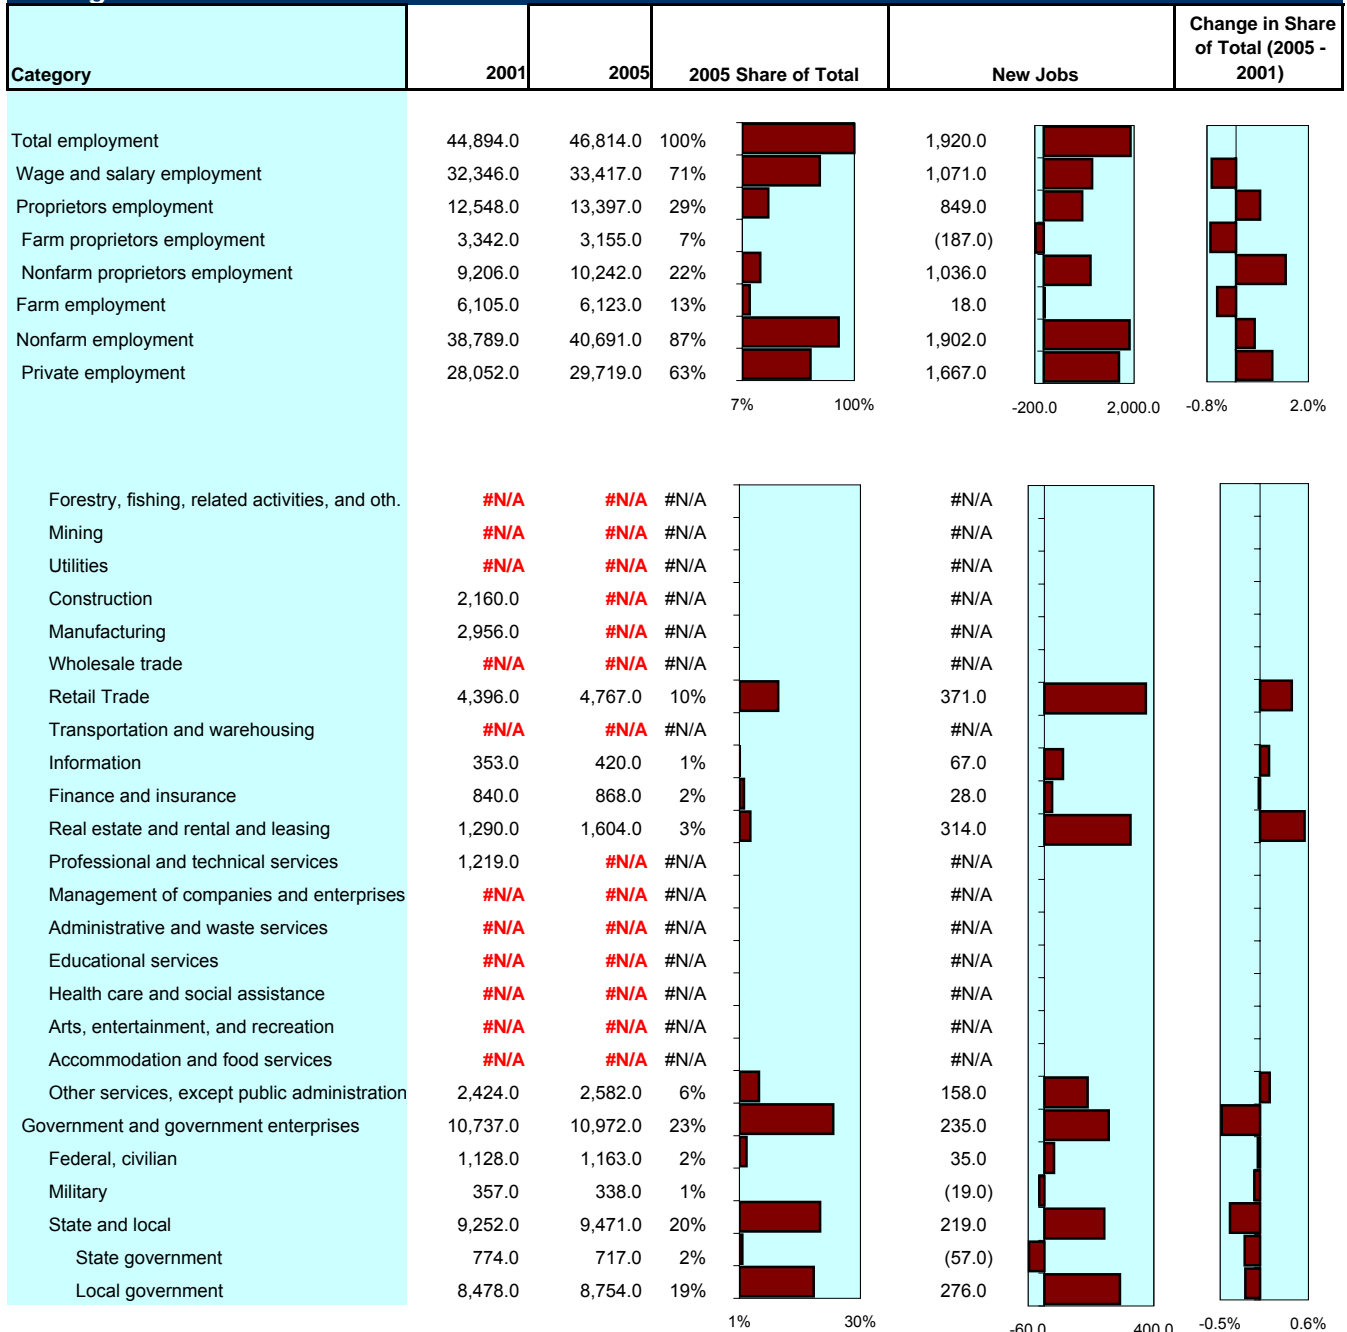 Change in Share
of Total (2005 -
2001)
Category 2001 2005 2005 Share of Total New Jobs
Total employment 44,894.0 46,814.0 100% 1,920.0
Wage and salary employment 32,346.0 33,417.0 71% 1,071.0
Proprietors employment 12,548.0 13,397.0 29% 849.0
Farm proprietors employment 3,342.0 3,155.0 7% (187.0)
Nonfarm proprietors employment 9,206.0 10,242.0 22% 1,036.0
Farm employment 6,105.0 6,123.0 13% 18.0
Nonfarm employment 38,789.0 40,691.0 87% 1,902.0
Private employment 28,052.0 29,719.0 63% 1,667.0
7% 100% -200.0 2,000.0 -0.8% 2.0%
Forestry, fishing, related activities, and oth. #N/A #N/A #N/A #N/A
Mining #N/A #N/A #N/A #N/A
Utilities #N/A #N/A #N/A #N/A
Construction 2,160.0 #N/A #N/A #N/A
Manufacturing 2,956.0 #N/A #N/A #N/A
Wholesale trade #N/A #N/A #N/A #N/A
Retail Trade 4,396.0 4,767.0 10% 371.0
Transportation and warehousing #N/A #N/A #N/A #N/A
Information 353.0 420.0 1% 67.0
Finance and insurance 840.0 868.0 2% 28.0
Real estate and rental and leasing 1,290.0 1,604.0 3% 314.0
Professional and technical services 1,219.0 #N/A #N/A #N/A
Management of companies and enterprises #N/A #N/A #N/A #N/A
Administrative and waste services #N/A #N/A #N/A #N/A
Educational services #N/A #N/A #N/A #N/A
Health care and social assistance #N/A #N/A #N/A #N/A
Arts, entertainment, and recreation #N/A #N/A #N/A #N/A
Accommodation and food services #N/A #N/A #N/A #N/A
Other services, except public administration 2,424.0 2,582.0 6% 158.0
Government and government enterprises 10,737.0 10,972.0 23% 235.0
Federal, civilian 1,128.0 1,163.0 2% 35.0
Military 357.0 338.0 1% (19.0)
State and local 9,252.0 9,471.0 20% 219.0
State government 774.0 717.0 2% (57.0)
Local government 8,478.0 8,754.0 19% 276.0
1% 30% -60.0 400.0 -0.5% 0.6%